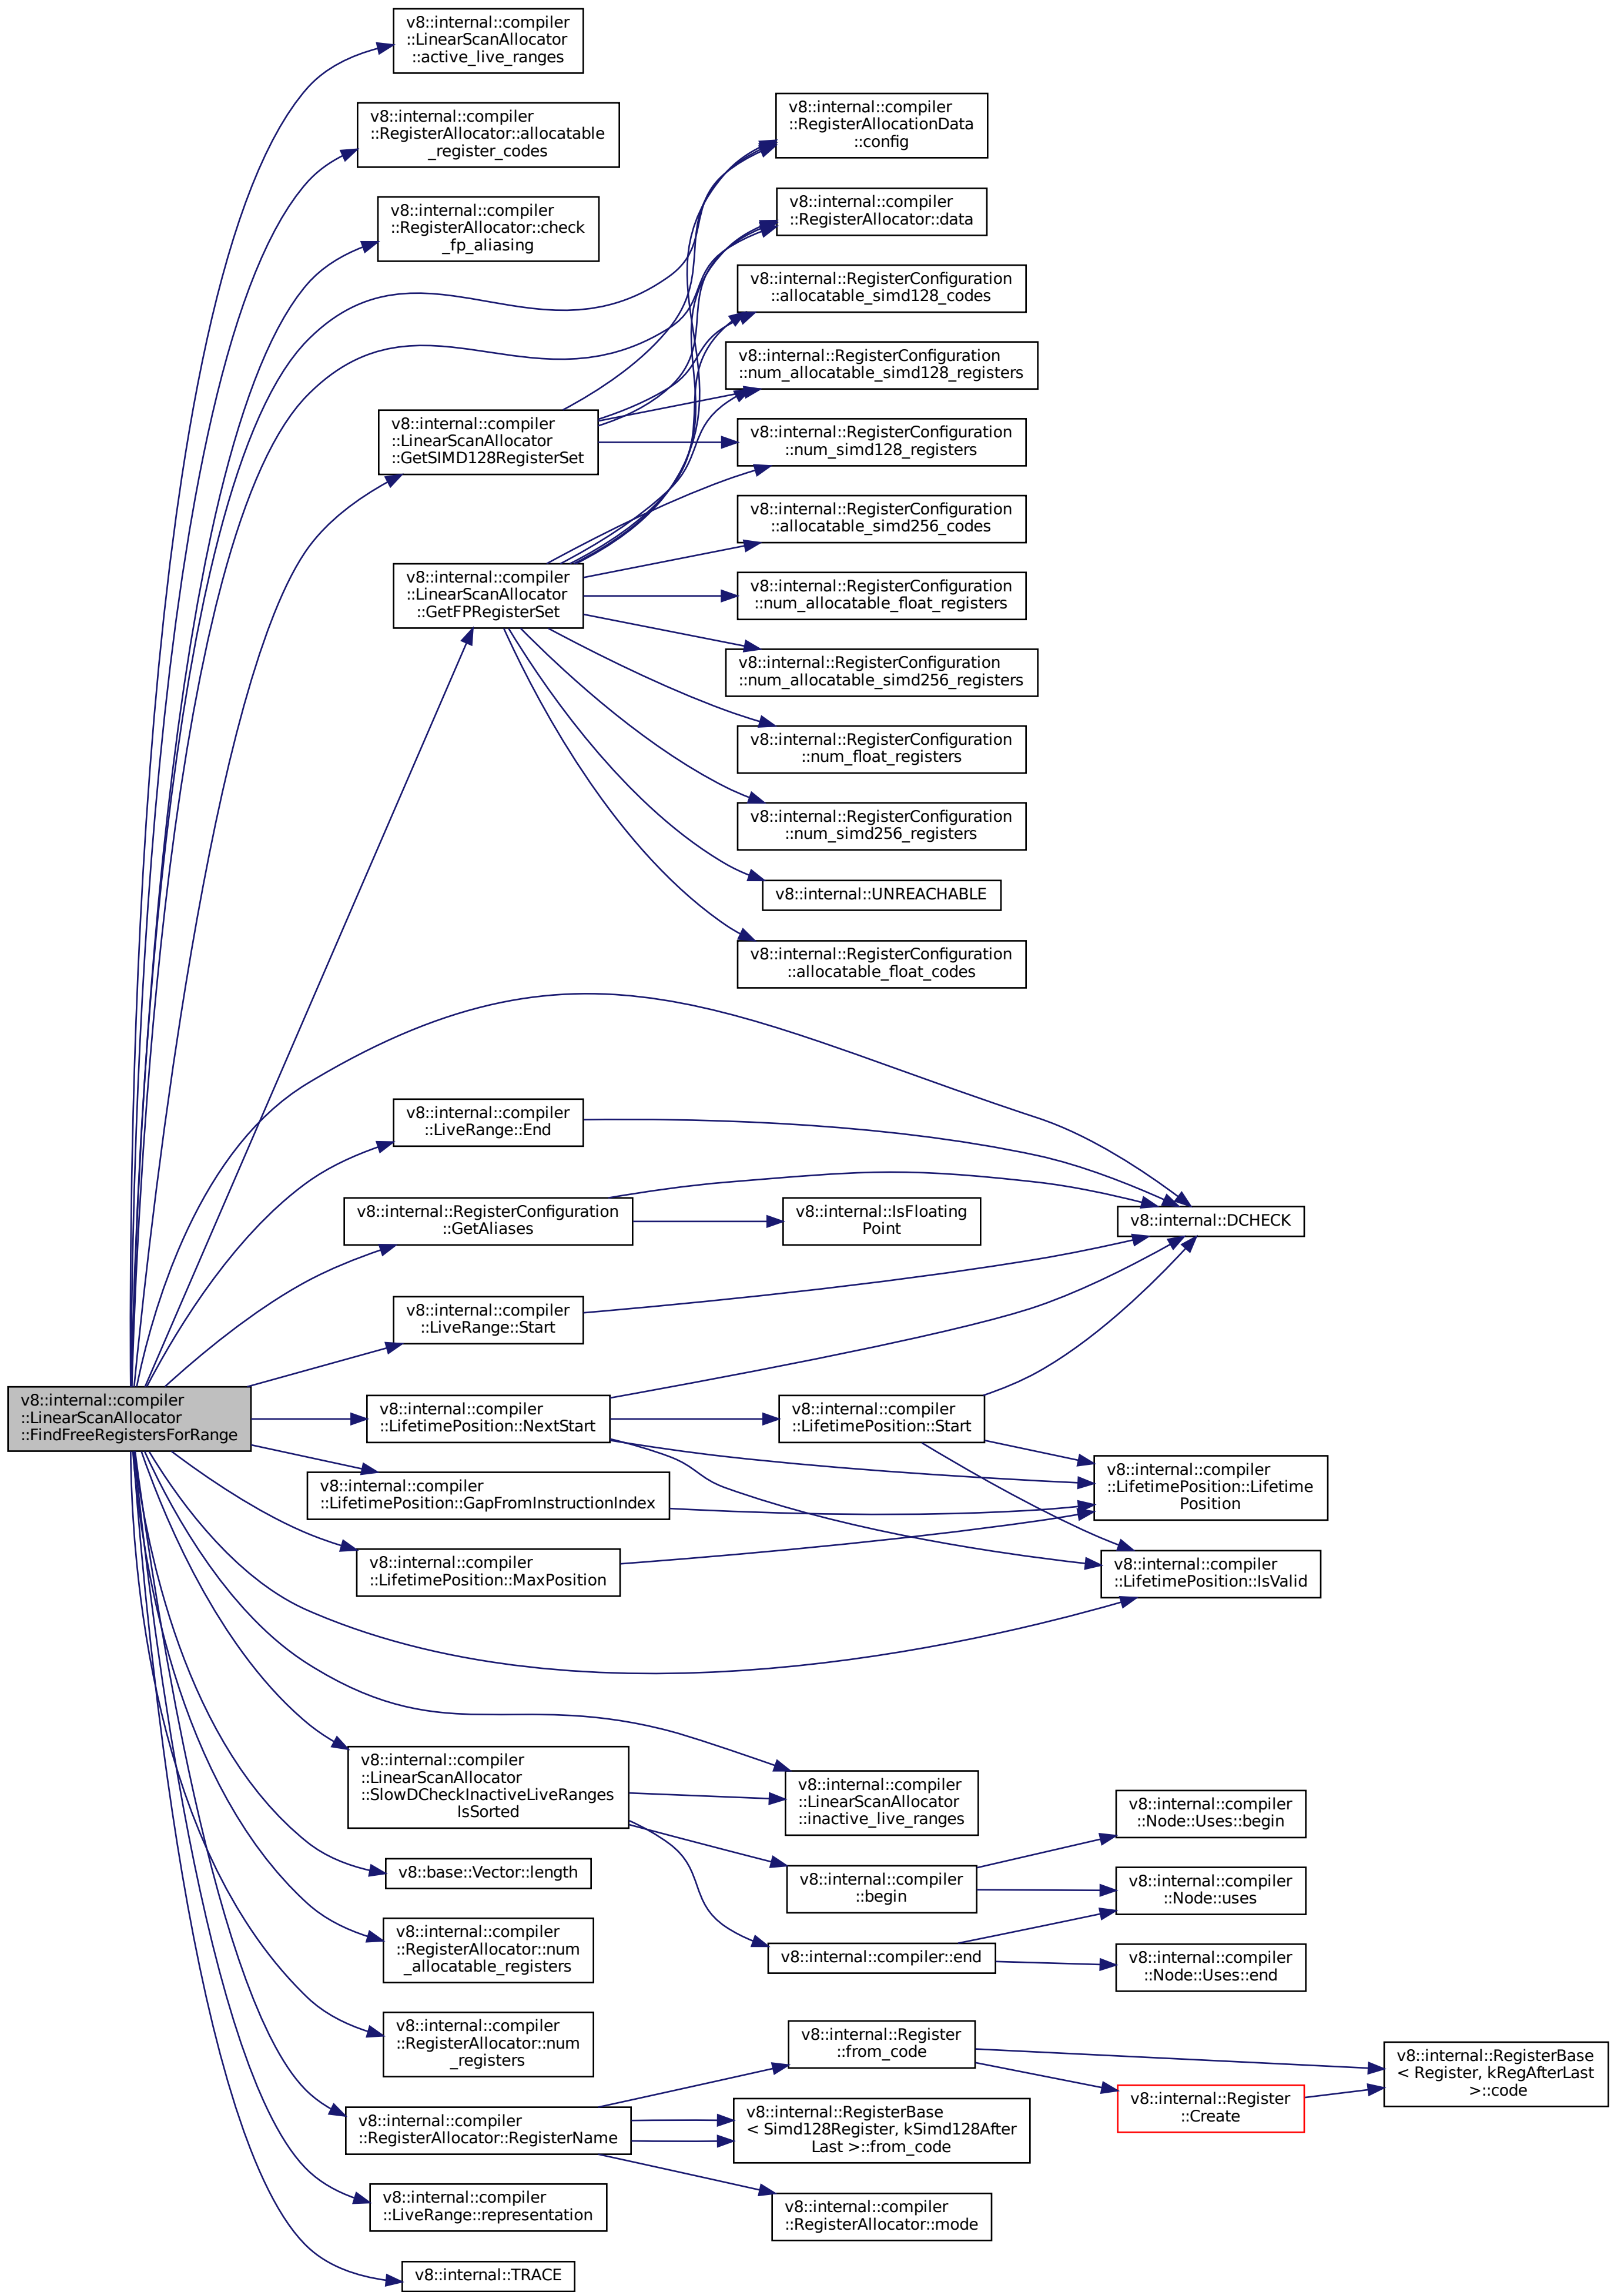 v8::internal::compiler
::LinearScanAllocator
::active_live_ranges
v8::internal::compiler
::RegisterAllocator::allocatable
_register_codes
v8::internal::compiler
::RegisterAllocator::check
_fp_aliasing
v8::internal::compiler
::RegisterAllocationData
::config
v8::internal::compiler
::RegisterAllocator::data
v8::internal::RegisterConfiguration
::allocatable_simd128_codes
v8::internal::RegisterConfiguration
::num_allocatable_simd128_registers
v8::internal::compiler
::LinearScanAllocator
::GetSIMD128RegisterSet
v8::internal::RegisterConfiguration
::num_simd128_registers
v8::internal::RegisterConfiguration
::allocatable_simd256_codes
v8::internal::compiler
::LinearScanAllocator
::GetFPRegisterSet
v8::internal::RegisterConfiguration
::num_allocatable_float_registers
v8::internal::RegisterConfiguration
::num_allocatable_simd256_registers
v8::internal::RegisterConfiguration
::num_float_registers
v8::internal::RegisterConfiguration
::num_simd256_registers
v8::internal::UNREACHABLE
v8::internal::RegisterConfiguration
::allocatable_float_codes
v8::internal::compiler
::LiveRange::End
v8::internal::RegisterConfiguration
::GetAliases
v8::internal::IsFloating
Point
v8::internal::DCHECK
v8::internal::compiler
::LiveRange::Start
v8::internal::compiler
::LinearScanAllocator
::FindFreeRegistersForRange
v8::internal::compiler
::LifetimePosition::NextStart
v8::internal::compiler
::LifetimePosition::Start
v8::internal::compiler
::LifetimePosition::GapFromInstructionIndex
v8::internal::compiler
::LifetimePosition::Lifetime
Position
v8::internal::compiler
::LifetimePosition::MaxPosition
v8::internal::compiler
::LifetimePosition::IsValid
v8::internal::compiler
::LinearScanAllocator
::SlowDCheckInactiveLiveRanges
IsSorted
v8::internal::compiler
::LinearScanAllocator
::inactive_live_ranges
v8::internal::compiler
::Node::Uses::begin
v8::base::Vector::length
v8::internal::compiler
::begin
v8::internal::compiler
::Node::uses
v8::internal::compiler
::RegisterAllocator::num
_allocatable_registers
v8::internal::compiler::end
v8::internal::compiler
::Node::Uses::end
v8::internal::compiler
::RegisterAllocator::num
_registers
v8::internal::Register
::from_code
v8::internal::RegisterBase
< Register, kRegAfterLast
>::code
v8::internal::Register
::Create
v8::internal::compiler
::RegisterAllocator::RegisterName
v8::internal::RegisterBase
< Simd128Register, kSimd128After
Last >::from_code
v8::internal::compiler
::LiveRange::representation
v8::internal::compiler
::RegisterAllocator::mode
v8::internal::TRACE